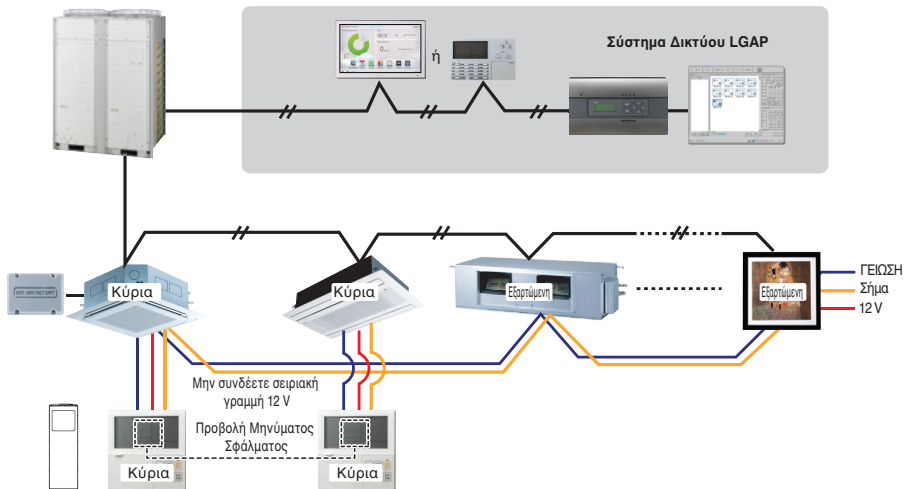 Σύστημα Δικτύου LGAP
ή
Κύρια
Κύρια
Εξαρτώμενη
Εξαρτώμενη
ΓΕΙΩΣΗ
Σήμα
12 V
Μην συνδέετε σειριακή
γραμμή 12 V
Προβολή Μηνύματος
Σφάλματος
Κύρια
Κύρια